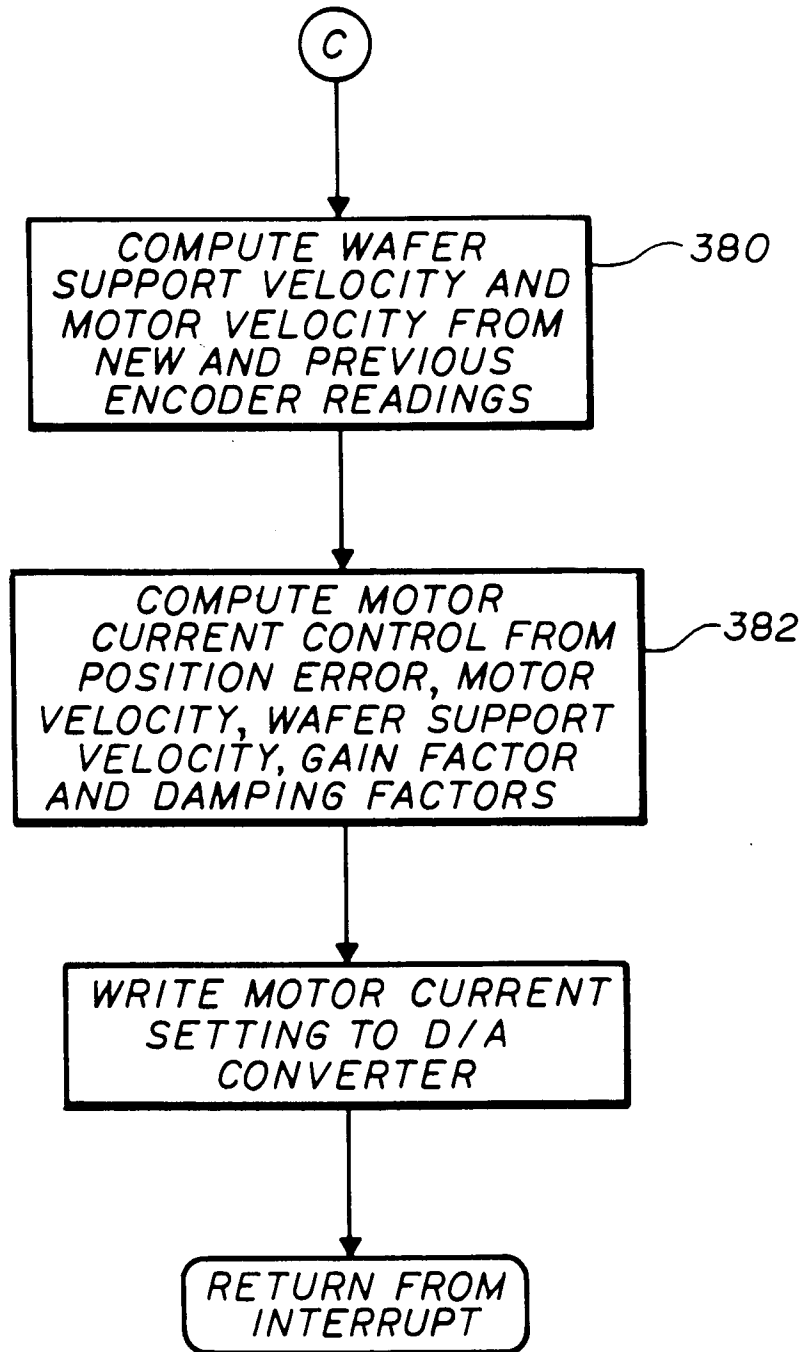 C
COMPUTE WAFER
SUPPORT VELOCITY AND
MOTOR VELOCITY FROM
NEW AND PREVIOUS
ENCODER READINGS
380
COMPUTE MOTOR
CURRENT CONTROL FROM
POSITION ERROR, MOTOR
VELOCITY, WAFER SUPPORT
VELOCITY, GAIN FACTOR
AND DAMPING FACTORS
382
WRITE MOTOR CURRENT
SETTING TO D/A
CONVERTER
RETURN FROM
INTERRUPT